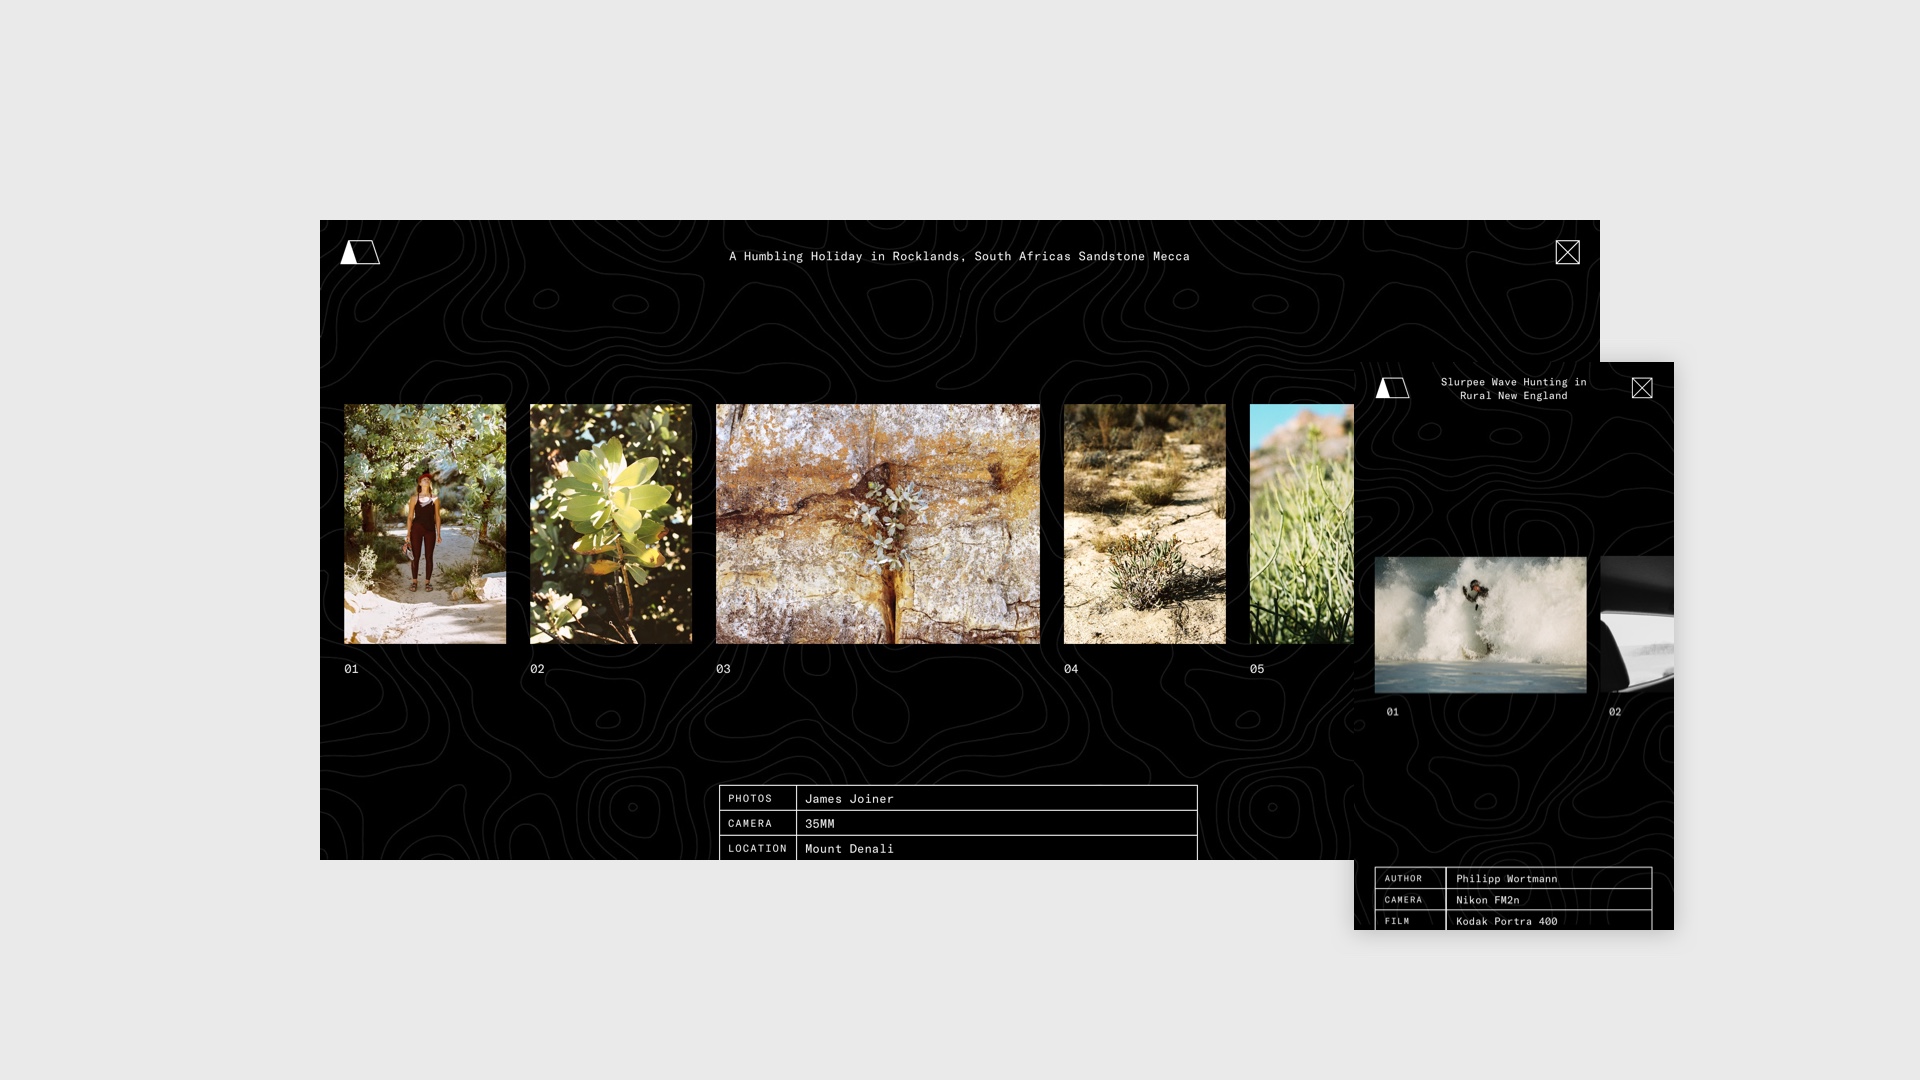 A Humbling Holiday in Rocklands, South Africas Sandstone Mecca
01
02
03
04
05
PHOTOS James Joiner
CAMERA 35MM
LOCATION Mount Denali
Slurpee Wave Hunting in
Rural New England
01
02
AUTHOR Philipp Wortmann
CAMERA Nikon FM2n
FILM Kodak Portra 400